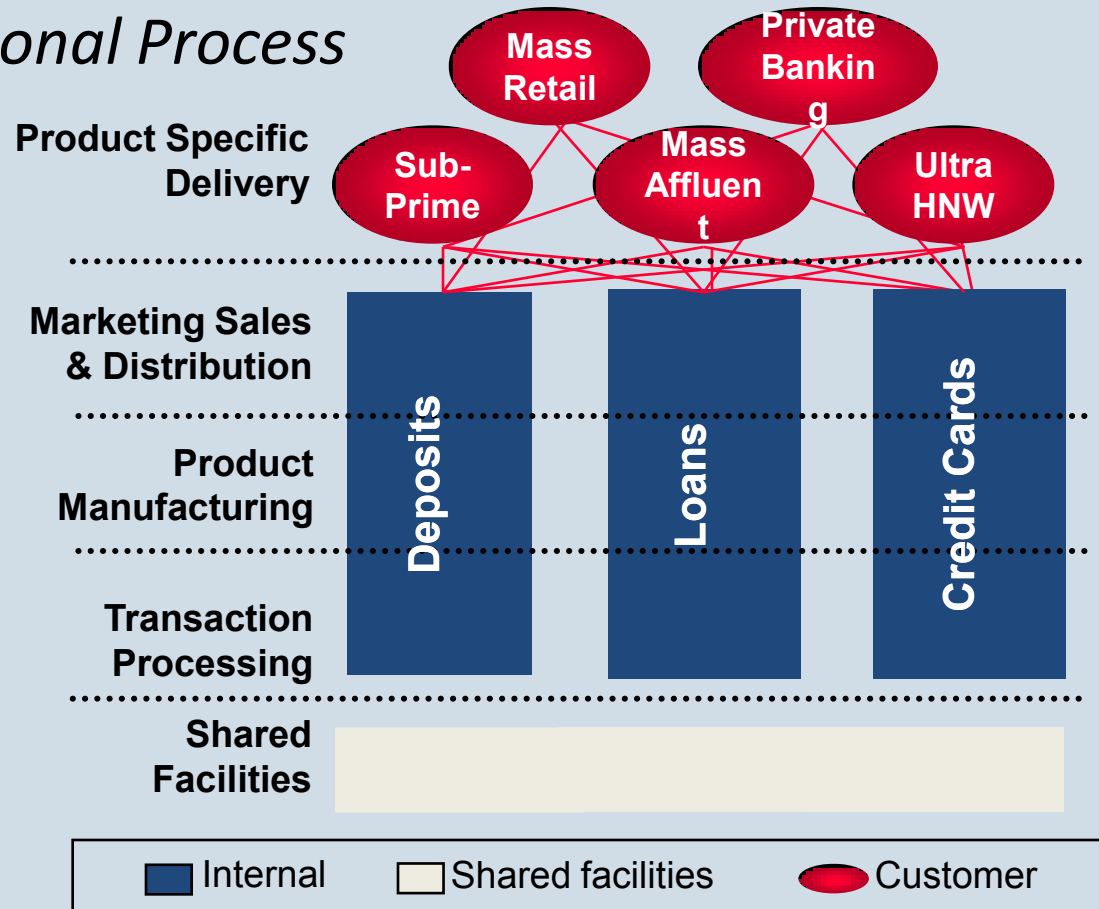 onal Process
Mass
Retail
Private
Bankin
g
Product Specific
Delivery
Sub-
Prime
Mass
Affluen
t
Ultra
HNW
Marketing Sales
& Distribution
Product
Manufacturing
Transaction
Processing
Deposits
Loans
Credit Cards
Shared
Facilities
Internal
Shared facilities
Customer